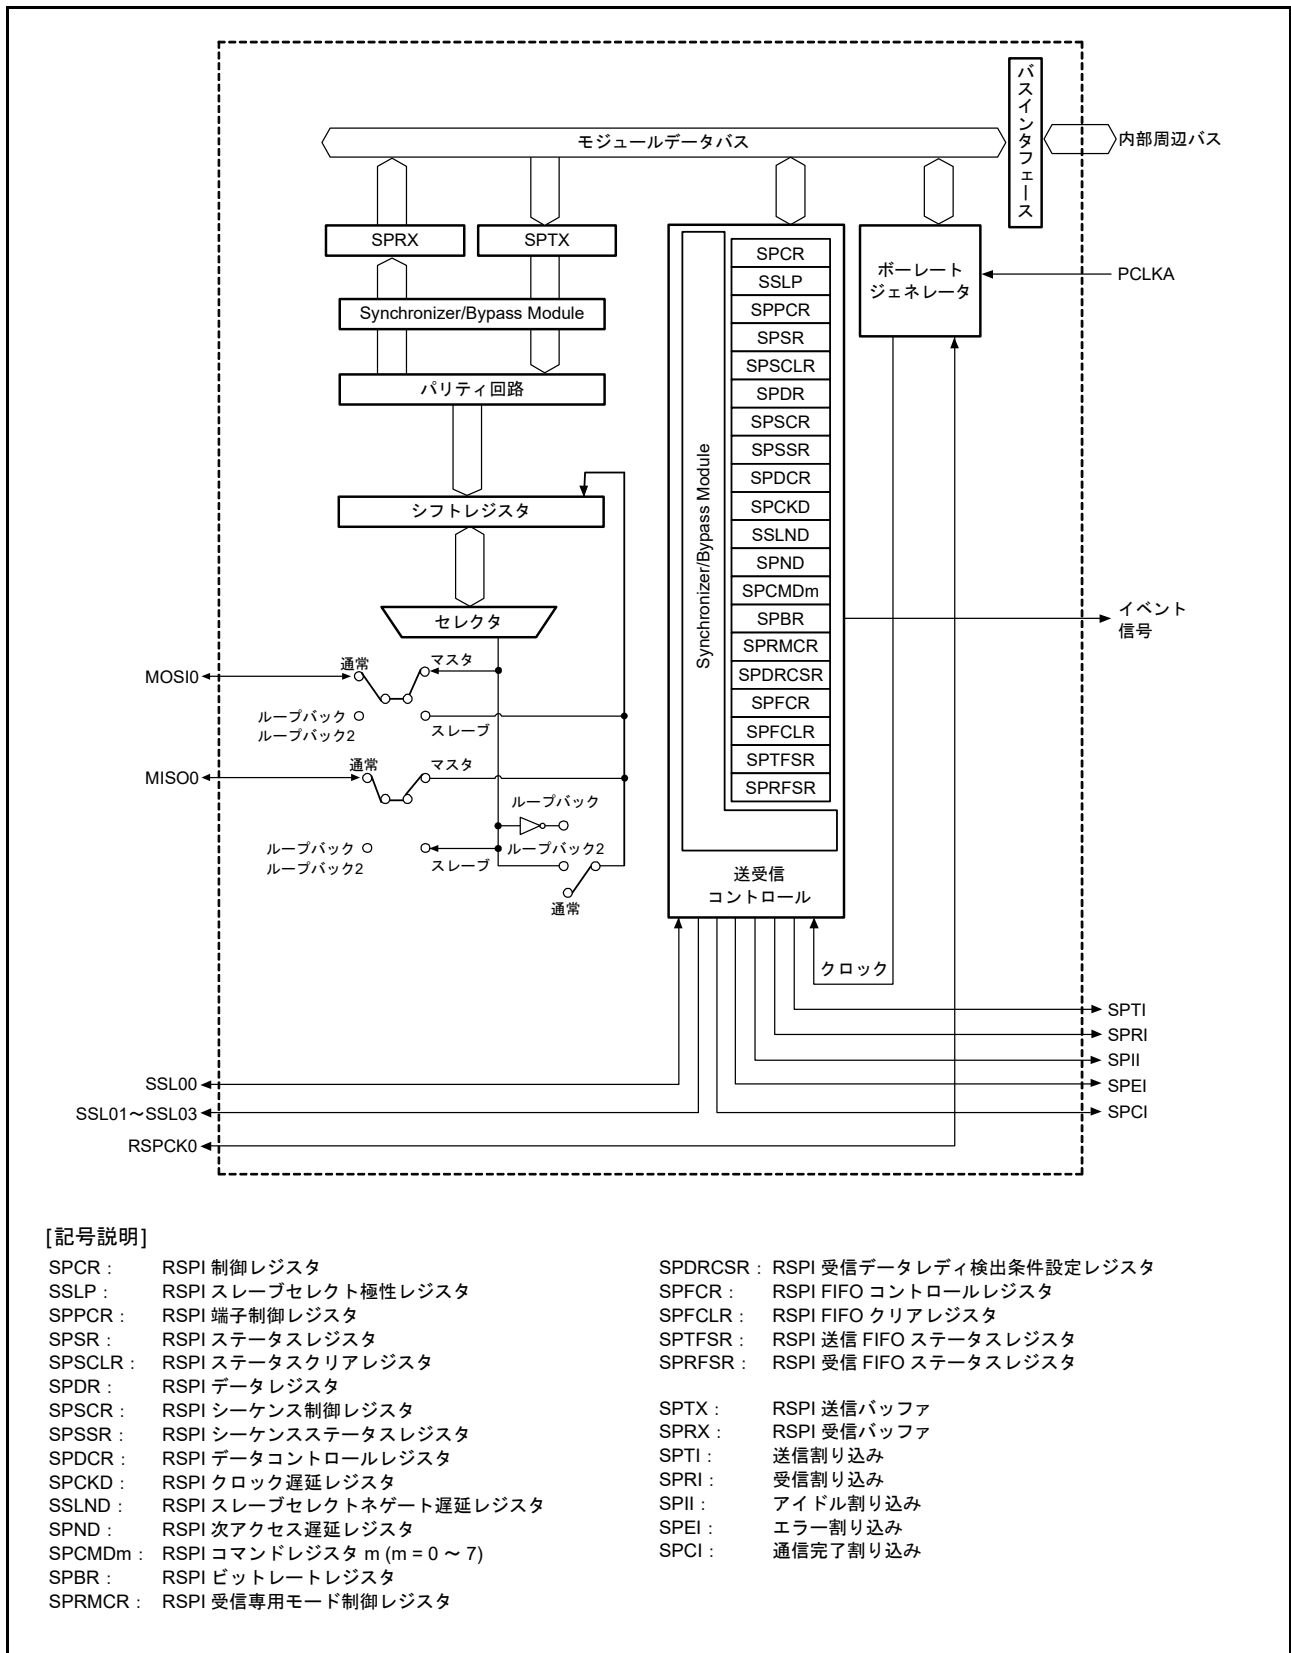 バスインタフェース
モジュールデータバス
内部周辺バス
SPRX
SPTX
Synchronizer/Bypass Module
パリティ回路
シフトレジスタ
セレクタ
MOSI0
通常
マスタ
ループバック
ループバック2
スレーブ
MISO0
通常
マスタ
ループバック
ループバック
ループバック2
スレーブ
ループバック2
通常
Synchronizer/Bypass Module
SPCR
SSLP
SPPCR
SPSR
SPSCLR
SPDR
SPSCR
SPSSR
SPDCR
SPCKD
SSLND
SPND
SPCMDm
SPBR
SPRMCR
SPDRCSR
SPFCR
SPFCLR
SPTFSR
SPRFSR
送受信
コントロール
ボーレート
ジェネレータ
PCLKA
イベント
信号
クロック
SPTI
SPRI
SPII
SPEI
SPCI
SSL00
SSL01～SSL03
RSPCK0
[記号説明]
SPCR : RSPI 制御レジスタ
SSLP : RSPI スレーブセレクト極性レジスタ
SPPCR : RSPI 端子制御レジスタ
SPSR : RSPI ステータスレジスタ
SPSCLR : RSPI ステータスクリアレジスタ
SPDR : RSPI データレジスタ
SPSCR : RSPI シーケンス制御レジスタ
SPSSR : RSPI シーケンスステータスレジスタ
SPDCR : RSPI データコントロールレジスタ
SPCKD : RSPI クロック遅延レジスタ
SSLND : RSPI スレーブセレクトネゲート遅延レジスタ
SPND : RSPI 次アクセス遅延レジスタ
SPCMDm : RSPI コマンドレジスタ m (m = 0 ～ 7)
SPBR : RSPI ビットレートレジスタ
SPRMCR : RSPI 受信専用モード制御レジスタ
SPDRCSR : RSPI 受信データレディ検出条件設定レジスタ
SPFCR : RSPI FIFO コントロールレジスタ
SPFCLR : RSPI FIFO クリアレジスタ
SPTFSR : RSPI 送信 FIFO ステータスレジスタ
SPRFSR : RSPI 受信 FIFO ステータスレジスタ
SPTX : RSPI 送信バッファ
SPRX : RSPI 受信バッファ
SPTI : 送信割り込み
SPRI : 受信割り込み
SPII : アイドル割り込み
SPEI : エラー割り込み
SPCI : 通信完了割り込み